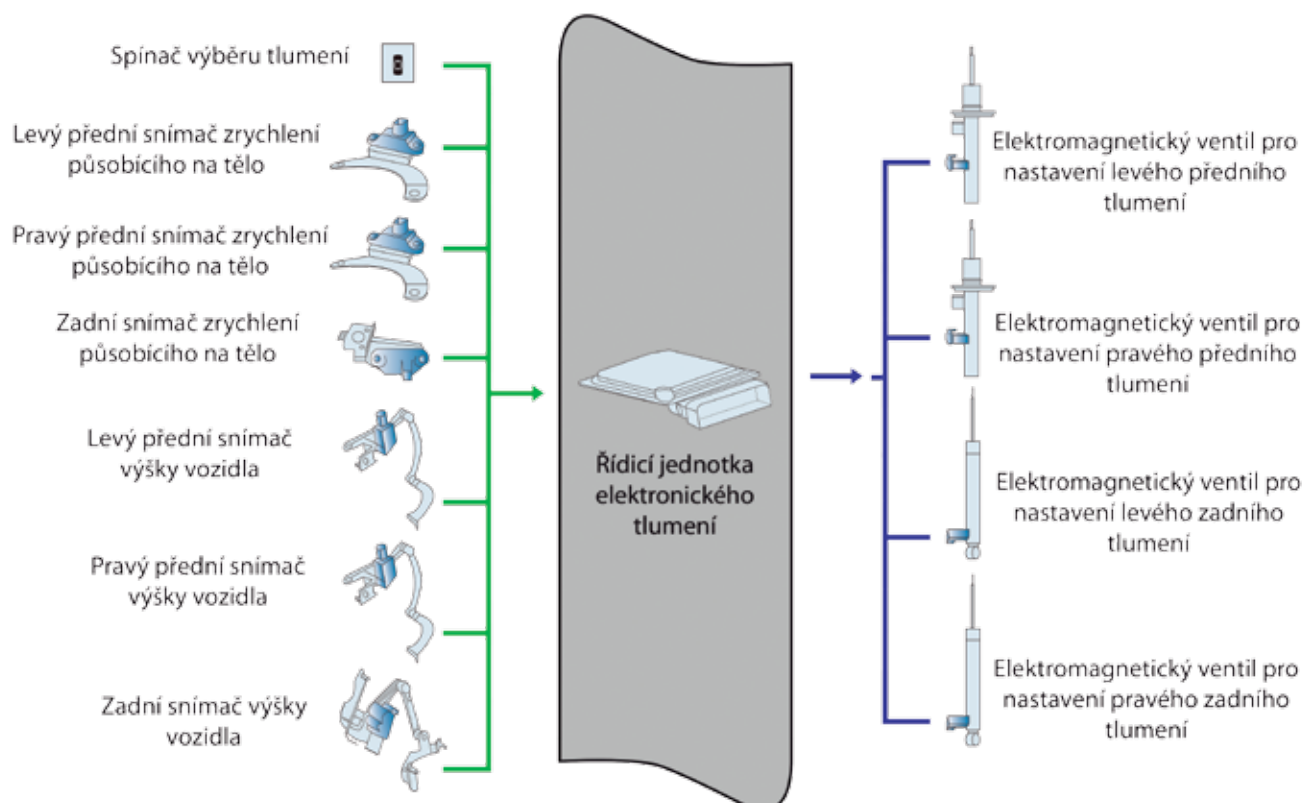 Spínač výběru tlumení
Levý přední snímač zrychlení
působícího na tělo
Pravý přední snímač zrychlení
působícího na tělo
Zadní snímač zrychlení
působícího na tělo
Levý přední snímač
výšky vozidla
Pravý přední snímač
výšky vozidla
Zadní snímač výšky
vozidla
Řídicí jednotka
elektronického
tlumení
Elektromagnetický ventil pro
nastavení levého předního
tlumení
Elektromagnetický ventil pro
nastavení pravého předního
tlumení
Elektromagnetický ventil pro
nastavení levého zadního
tlumení
Elektromagnetický ventil pro
nastavení pravého zadního
tlumení